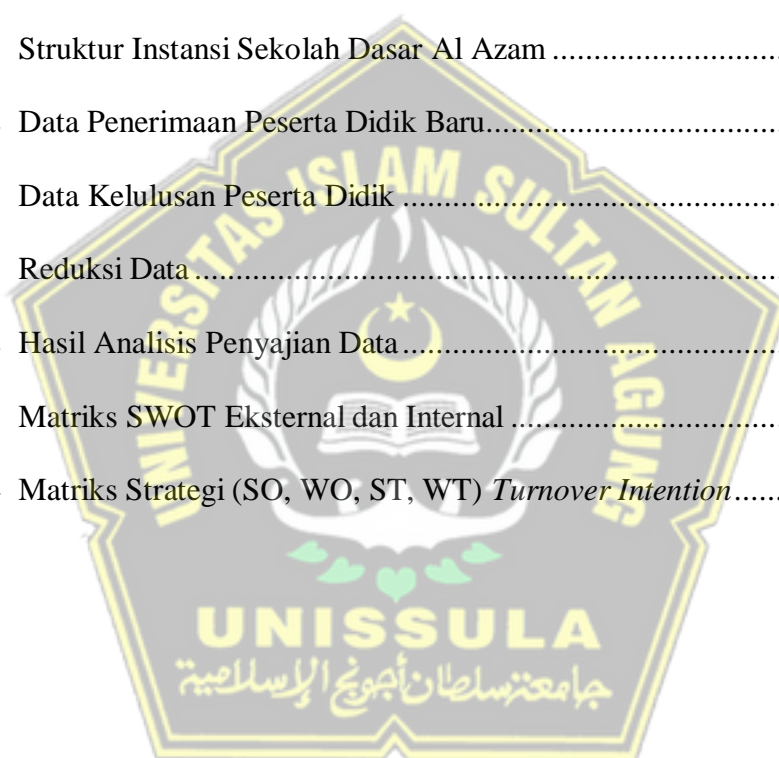 Struktur Instansi Sekolah Dasar Al Azam ............................
Data Penerimaan Peserta Didik Baru....................................
Data Kelulusan Peserta Didik ..............................................
Reduksi Data ........................................................................
Hasil Analisis Penyajian Data ..............................................
Matriks SWOT Eksternal dan Internal .................................
Matriks Strategi (SO, WO, ST, WT) Turnover Intention ......
UNIVERSITAS ISLAM SULTAN AGUNG
UNISSULA
جامعة سلطان أجونج الإسلامية